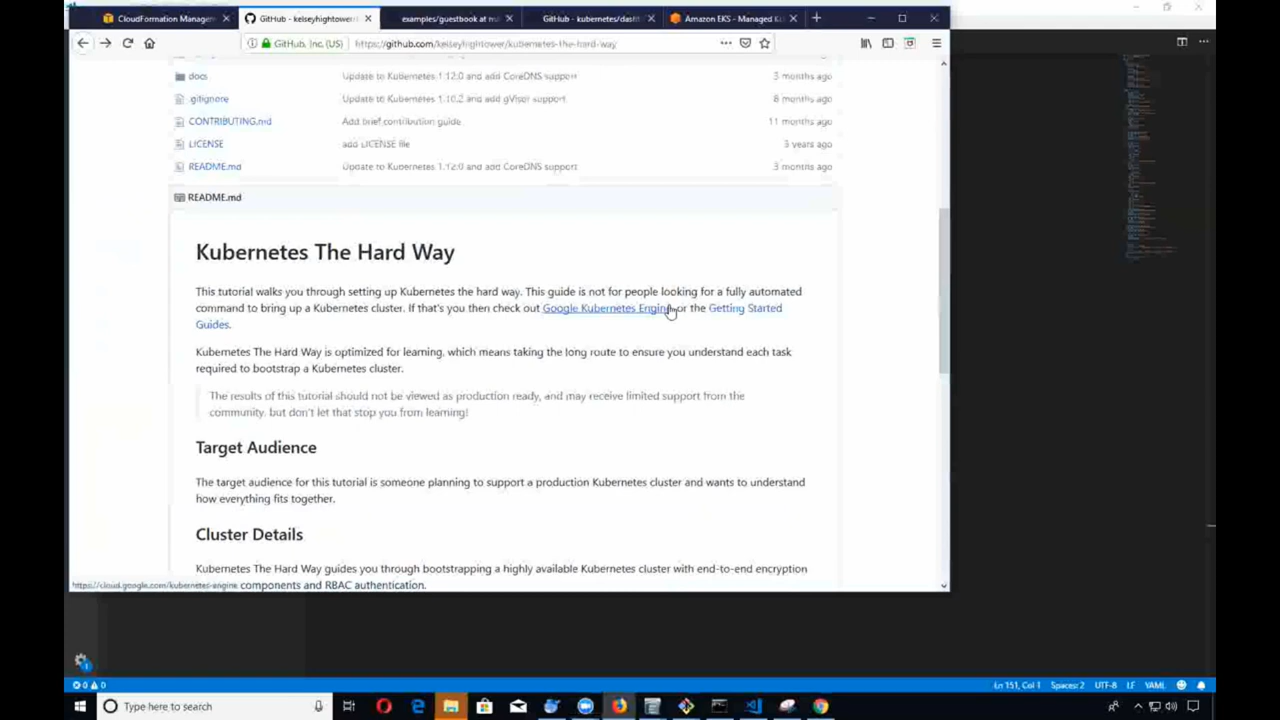 CloudFormation Managem
GitHub - kelseyhightower/
examples/guestbook at m
GitHub - kubernetes/dash
Amazon EKS - Managed K
GitHub, Inc. (US)
https://github.com/kelseyhightower/kubernetes-the-hard-way
docs Update to Kubernetes 1.12.0 and add CoreDNS support 3 months ago
.gitignore Update to Kubernetes 1.10.2 and add gVisor support 8 months ago
CONTRIBUTING.md Add brief contribution guide 11 months ago
LICENSE add LICENSE file 3 years ago
README.md Update to Kubernetes 1.12.0 and add CoreDNS support 3 months ago
README.md
Kubernetes The Hard Way
This tutorial walks you through setting up Kubernetes the hard way. This guide is not for people looking for a fully automated
command to bring up a Kubernetes cluster. If that's you then check out Google Kubernetes Engine or the Getting Started
Guides.
Kubernetes The Hard Way is optimized for learning, which means taking the long route to ensure you understand each task
required to bootstrap a Kubernetes cluster.
The results of this tutorial should not be viewed as production ready, and may receive limited support from the
community, but don't let that stop you from learning!
Target Audience
The target audience for this tutorial is someone planning to support a production Kubernetes cluster and wants to understand
how everything fits together.
Cluster Details
Kubernetes The Hard Way guides you through bootstrapping a highly available Kubernetes cluster with end-to-end encryption
https://cloud.google.com/kubernetes-engine components and RBAC authentication.
1
0 0 Ln 151, Col 1 Spaces: 2 UTF-8 LF YAML
Type here to search